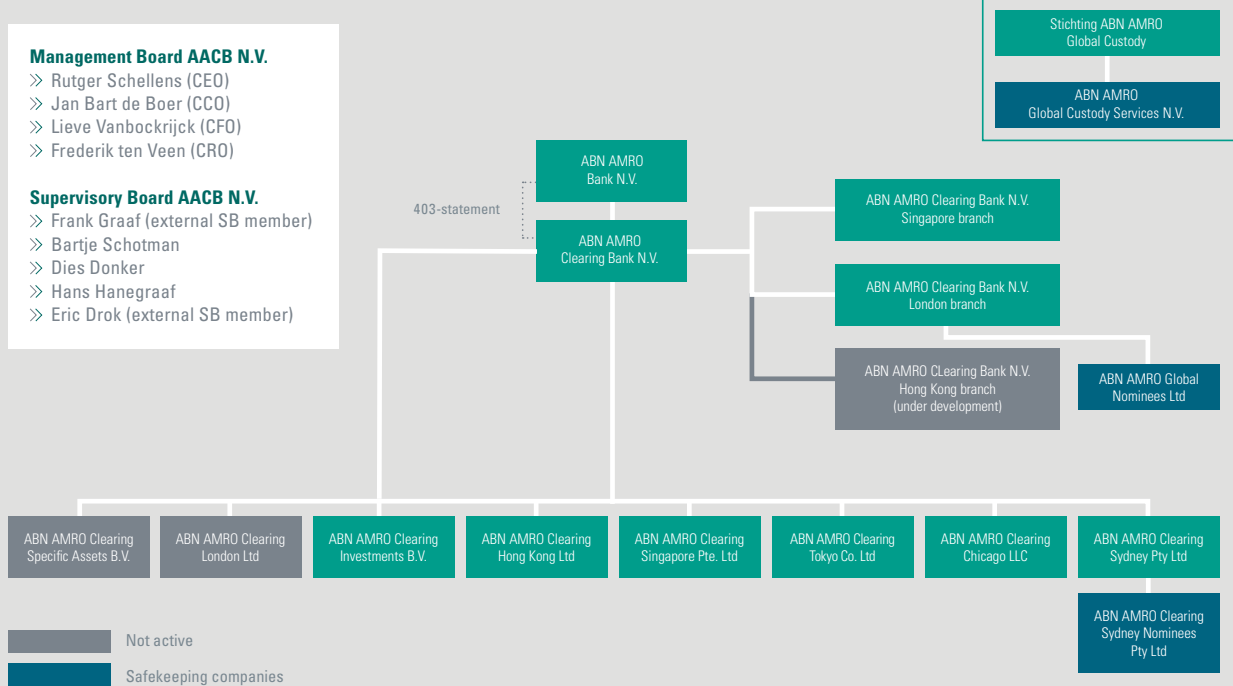 Management Board AACB N.V.
Rutger Schellens (CEO)
Jan Bart de Boer (CCO)
Lieve Vanbockrijck (CFO)
Frederik ten Veen (CRO)
Supervisory Board AACB N.V.
Frank Graaf (external SB member)
Bartje Schotman
Dies Donker
Hans Hanegraaf
Eric Drok (external SB member)
Stichting ABN AMRO
Global Custody
ABN AMRO
Global Custody Services N.V.
ABN AMRO
Bank N.V.
403-statement
ABN AMRO
Clearing Bank N.V.
ABN AMRO Clearing Bank N.V.
Singapore branch
ABN AMRO Clearing Bank N.V.
London branch
ABN AMRO CLearing Bank N.V.
Hong Kong branch
(under development)
ABN AMRO Global
Nominees Ltd
ABN AMRO Clearing
Specific Assets B.V.
ABN AMRO Clearing
London Ltd
ABN AMRO Clearing
Investments B.V.
ABN AMRO Clearing
Hong Kong Ltd
ABN AMRO Clearing
Singapore Pte. Ltd
ABN AMRO Clearing
Tokyo Co. Ltd
ABN AMRO Clearing
Chicago LLC
ABN AMRO Clearing
Sydney Pty Ltd
ABN AMRO Clearing
Sydney Nominees
Pty Ltd
Not active
Safekeeping companies